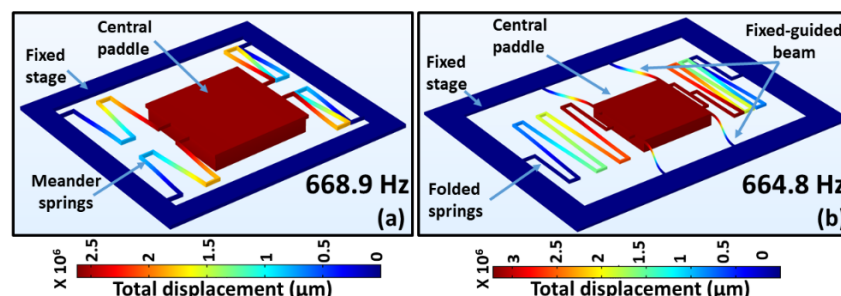 Central
paddle
Fixed
stage
Meander
springs
668.9 Hz
(a)
Central
paddle
Fixed-guided
beam
Fixed
stage
Folded
springs
664.8 Hz
(b)
X 10⁶
2.5
2
1.5
1
0.5
0
Total displacement (μm)
X 10⁶
3
2.5
2
1.5
1
0.5
0
Total displacement (μm)